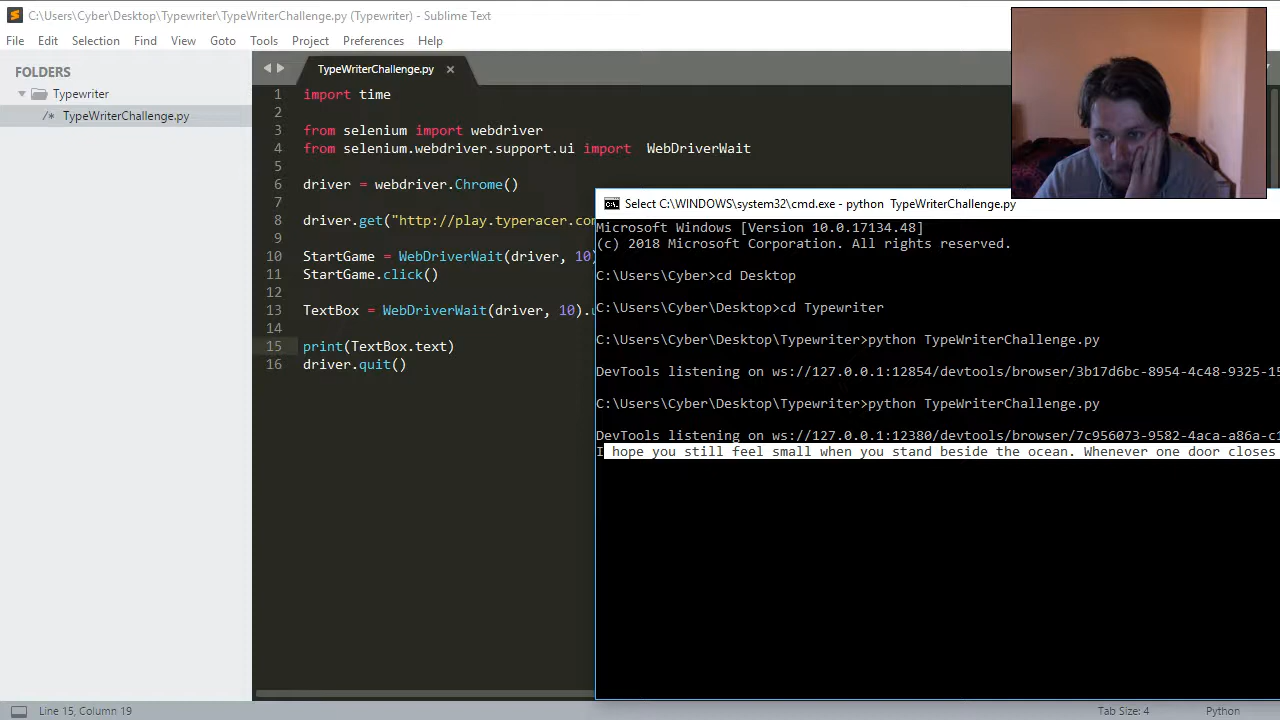 C:\Users\Cyber\Desktop\Typewriter\TypeWriterChallenge.py (Typewriter) - Sublime Text
File Edit Selection Find View Goto Tools Project Preferences Help
FOLDERS
Typewriter
/* TypeWriterChallenge.py
TypeWriterChallenge.py ×
1 import time
2
3 from selenium import webdriver
4 from selenium.webdriver.support.ui import  WebDriverWait
5
6 driver = webdriver.Chrome()
7
8 driver.get("http://play.typeracer.con
9
10 StartGame = WebDriverWait(driver, 10)
11 StartGame.click()
12
13 TextBox = WebDriverWait(driver, 10).u
14
15 print(TextBox.text)
16 driver.quit()
Select C:\WINDOWS\system32\cmd.exe - python  TypeWriterChallenge.py
Microsoft Windows [Version 10.0.17134.48]
(c) 2018 Microsoft Corporation. All rights reserved.
C:\Users\Cyber>cd Desktop
C:\Users\Cyber\Desktop>cd Typewriter
C:\Users\Cyber\Desktop\Typewriter>python TypeWriterChallenge.py
DevTools listening on ws://127.0.0.1:12854/devtools/browser/3b17d6bc-8954-4c48-9325-15
C:\Users\Cyber\Desktop\Typewriter>python TypeWriterChallenge.py
DevTools listening on ws://127.0.0.1:12380/devtools/browser/7c956073-9582-4aca-a86a-c1
I hope you still feel small when you stand beside the ocean. Whenever one door closes
Line 15, Column 19
Tab Size: 4
Python